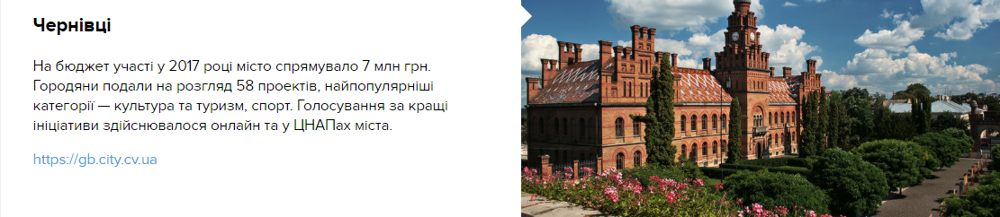 Чернівці
На бюджет участі у 2017 році місто спрямувало 7 млн грн.
Городяни подали на розгляд 58 проектів, найпопулярніші
категорії — культура та туризм, спорт. Голосування за кращі
ініціативи здійснювалося онлайн та у ЦНАПах міста.
https://gb.city.cv.ua